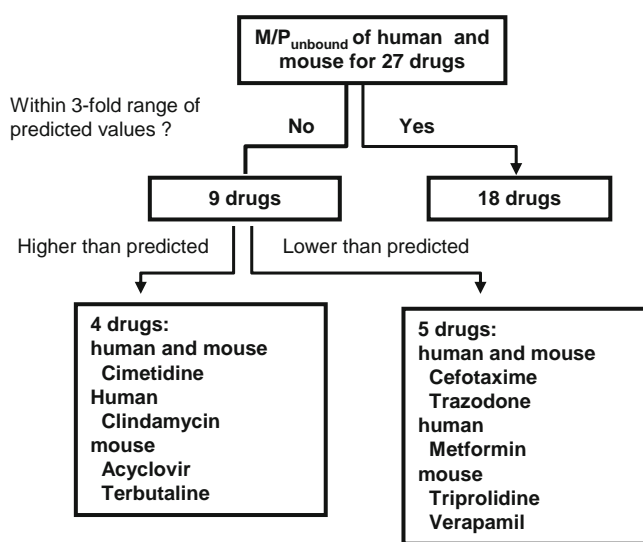 M/Punbound of human and
mouse for 27 drugs
Within 3-fold range of
predicted values ?
No
Yes
9 drugs
18 drugs
Higher than predicted
Lower than predicted
4 drugs:
human and mouse
Cimetidine
Human
Clindamycin
mouse
Acyclovir
Terbutaline
5 drugs:
human and mouse
Cefotaxime
Trazodone
human
Metformin
mouse
Triprolidine
Verapamil